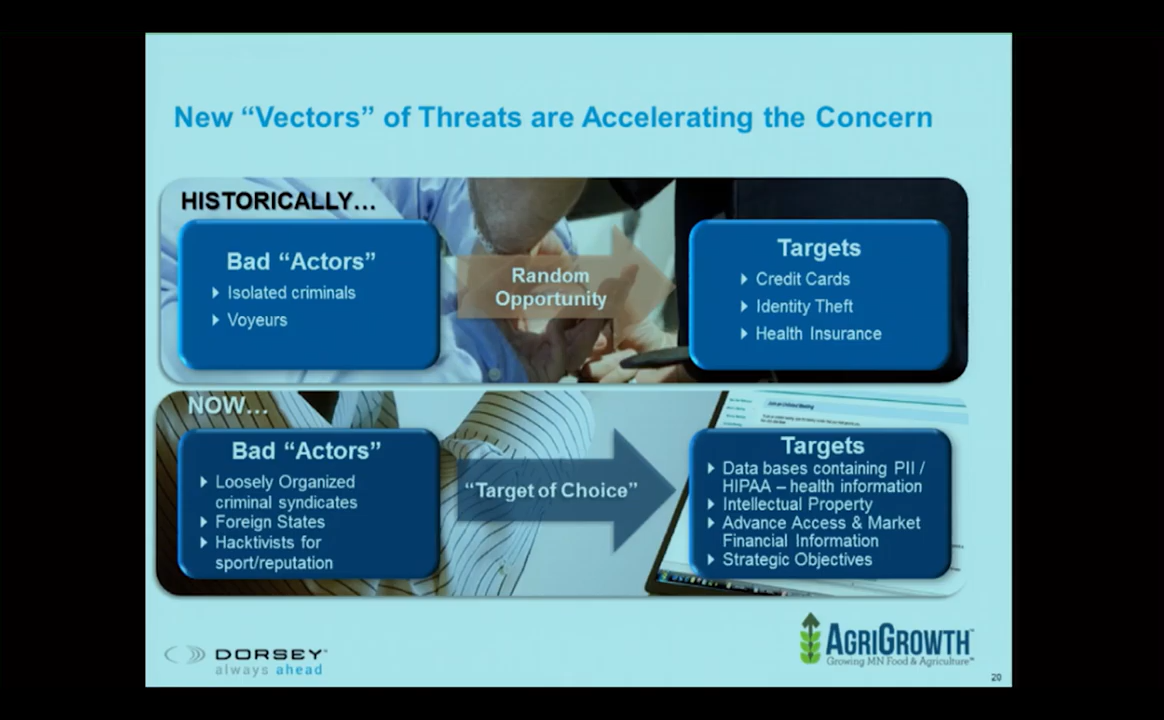 New “Vectors” of Threats are Accelerating the Concern
HISTORICALLY...
Bad “Actors”
Isolated criminals
Voyeurs
Random
Opportunity
Targets
Credit Cards
Identity Theft
Health Insurance
NOW...
Bad “Actors”
Loosely Organized
criminal syndicates
Foreign States
Hacktivists for
sport/reputation
“Target of Choice”
Targets
Data bases containing PII /
HIPAA – health information
Intellectual Property
Advance Access & Market
Financial Information
Strategic Objectives
DORSEY™
always ahead
AGRIGROWTH™
Growing MN Food & Agriculture™
20